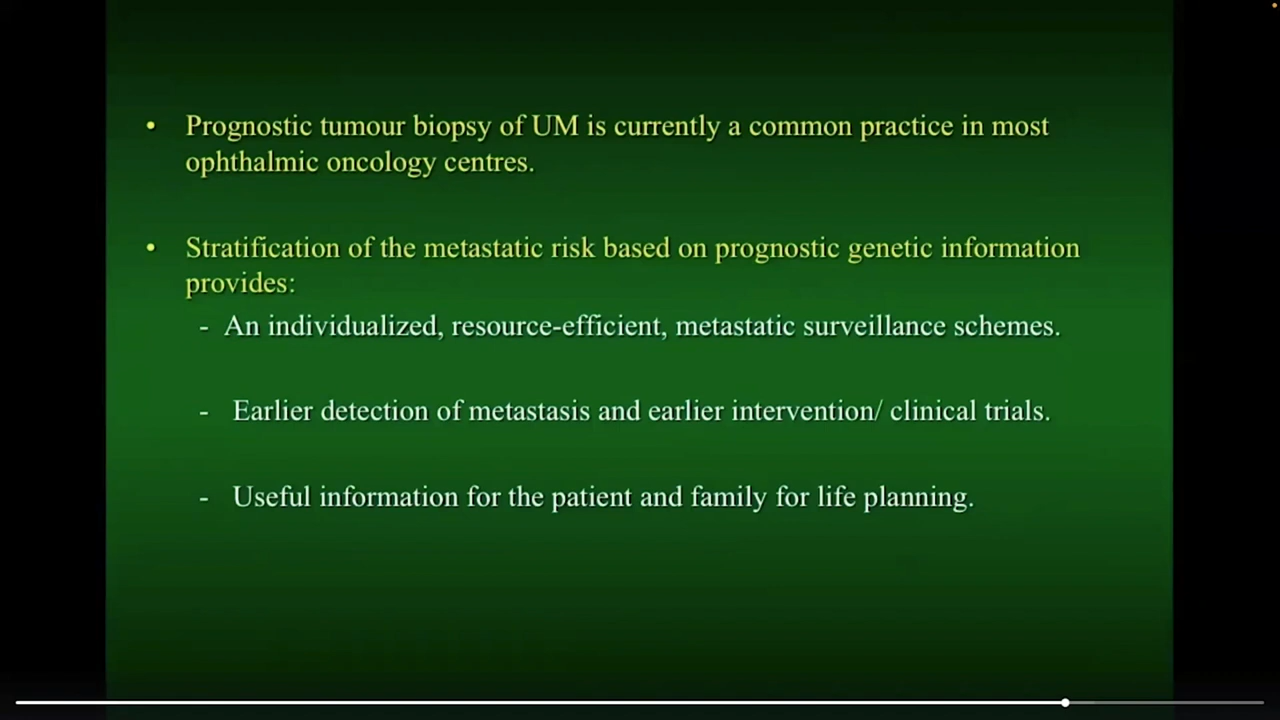 • Prognostic tumour biopsy of UM is currently a common practice in most
ophthalmic oncology centres.
• Stratification of the metastatic risk based on prognostic genetic information
provides:
- An individualized, resource-efficient, metastatic surveillance schemes.
- Earlier detection of metastasis and earlier intervention/ clinical trials.
- Useful information for the patient and family for life planning.